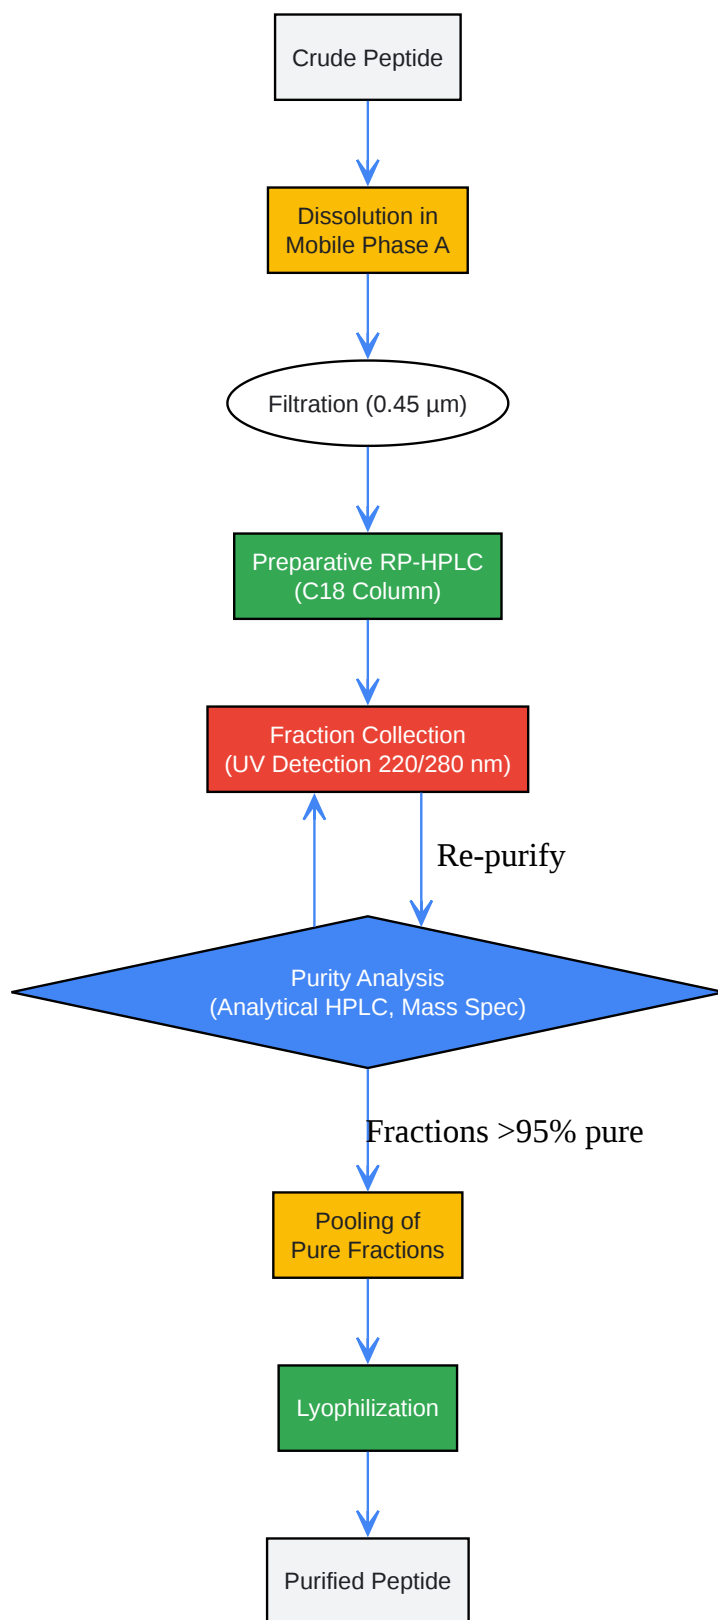 Crude Peptide
Dissolution in
Mobile Phase A
Filtration (0.45 µm)
Preparative RP-HPLC
(C18 Column)
Fraction Collection
(UV Detection 220/280 nm)
Re-purify
Purity Analysis
(Analytical HPLC, Mass Spec)
Fractions >95% pure
Pooling of
Pure Fractions
Lyophilization
Purified Peptide